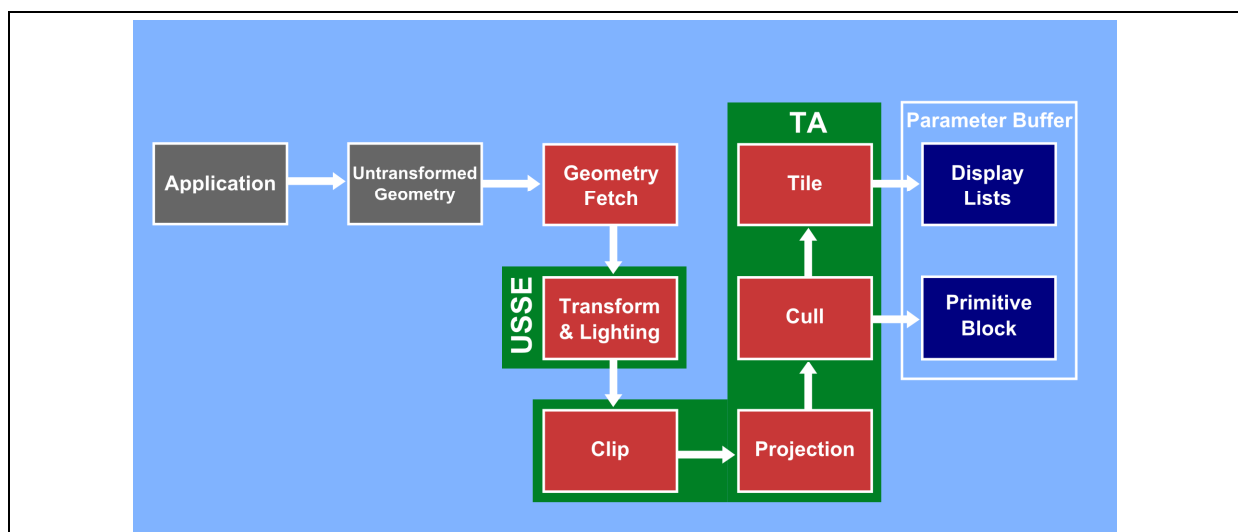 TA
Parameter Buffer
Application
Untransformed
Geometry
Geometry
Fetch
Tile
Display
Lists
USSE
Transform
& Lighting
Cull
Primitive
Block
Clip
Projection